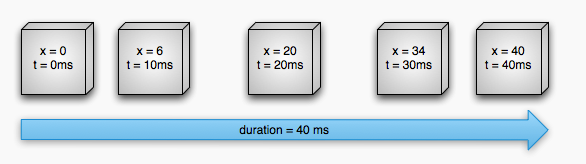 x = 0
t = 0ms
x = 6
t = 10ms
x = 20
t = 20ms
x = 34
t = 30ms
x = 40
t = 40ms
duration = 40 ms